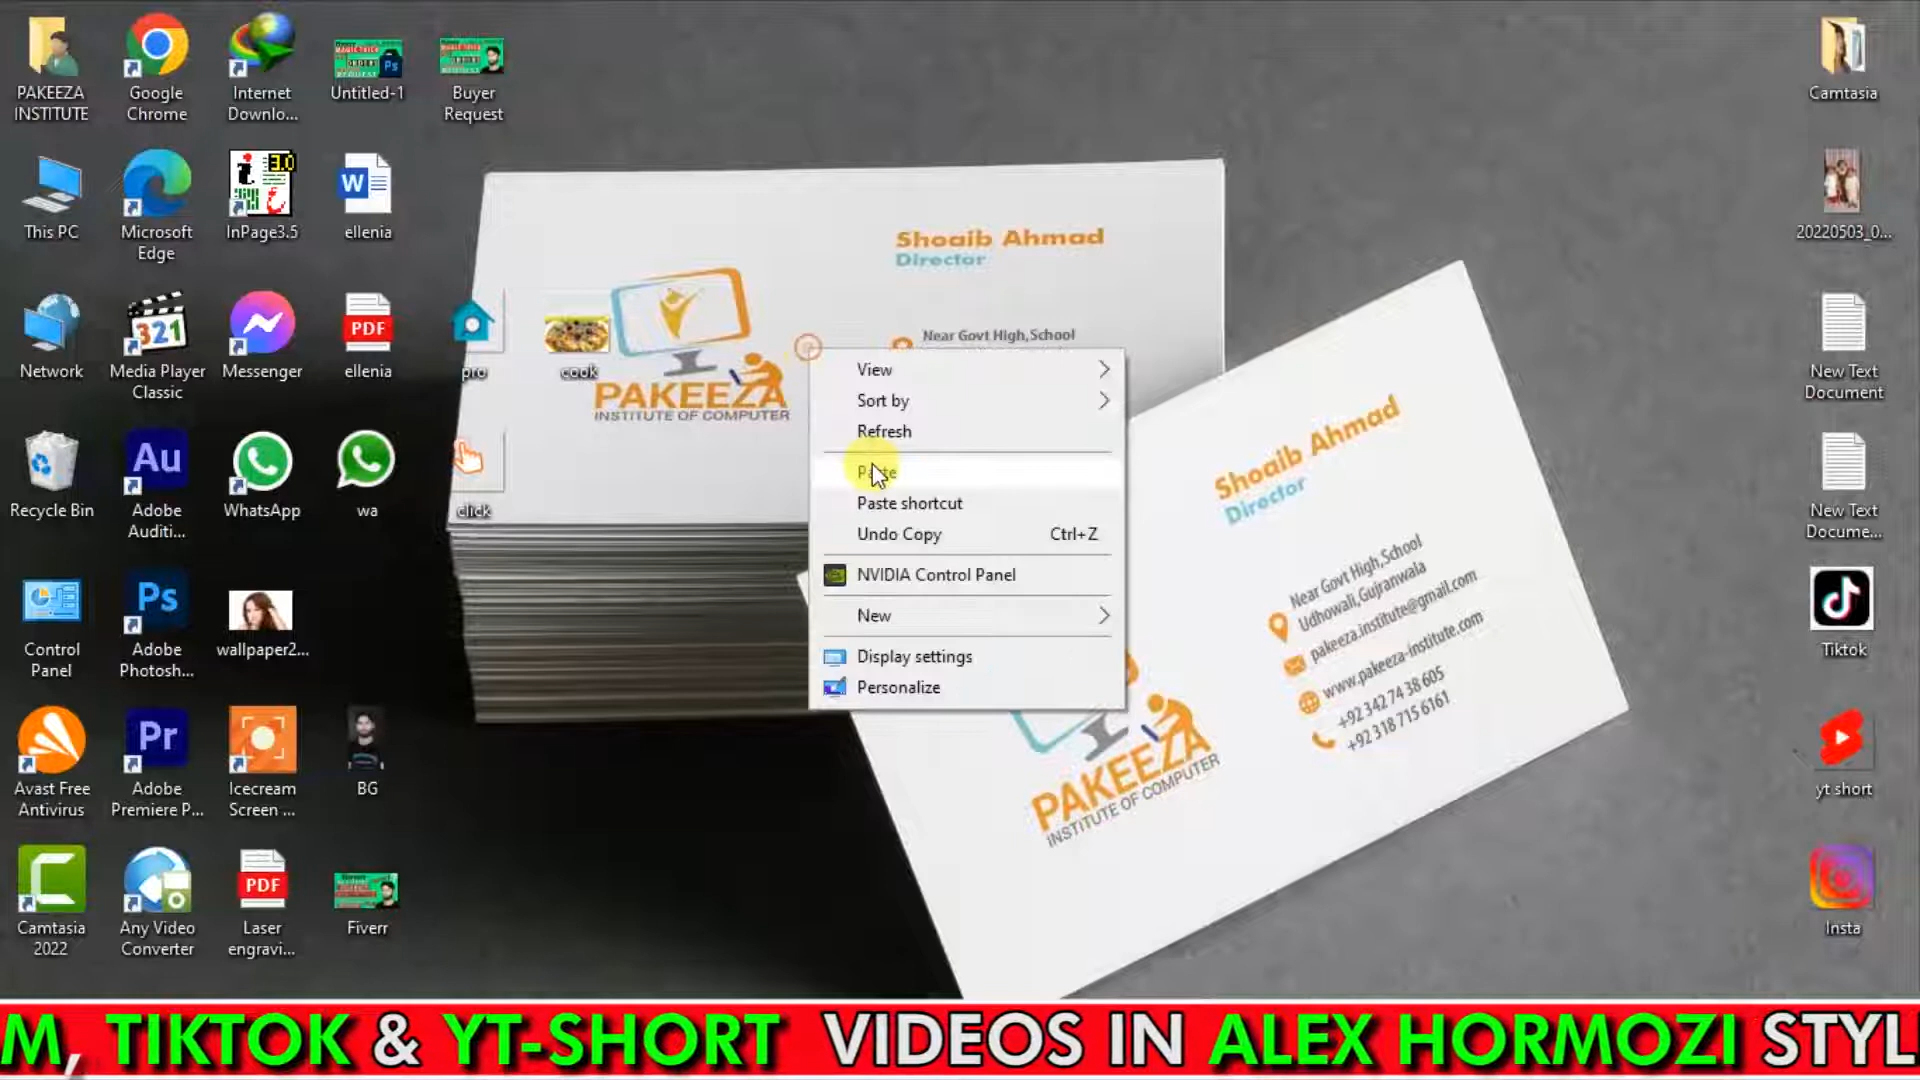 PAKEEZA
INSTITUTE
Google
Chrome
Internet
Downlo...
Untitled-1
Buyer
Request
Camtasia
This PC
Microsoft
Edge
InPage3.5
ellenia
20220503_0...
Network
Media Player
Classic
Messenger
ellenia
pro
cook
New Text
Document
Recycle Bin
Adobe
Auditi...
WhatsApp
wa
click
New Text
Docume...
Control
Panel
Adobe
Photosh...
wallpaper2...
Tiktok
Avast Free
Antivirus
Adobe
Premiere P...
Icecream
Screen ...
BG
yt short
Camtasia
2022
Any Video
Converter
Laser
engravi...
Fiverr
Insta
3.0
W
PDF
321
Au
Ps
Pr
PDF
Ps
Shoaib Ahmad
Director
Near Govt High,School
PAKEEZA
INSTITUTE OF COMPUTER
View
Sort by
Refresh
Paste
Paste shortcut
Undo Copy Ctrl+Z
NVIDIA Control Panel
New
Display settings
Personalize
Shoaib Ahmad
Director
Near Govt High,School
Udhowali,Gujranwala
pakeeza.institute@gmail.com
www.pakeeza-institute.com
+92 342 74 38 605
+92 318 715 6161
PAKEEZA
INSTITUTE OF COMPUTER
M, TIKTOK & YT-SHORT VIDEOS IN ALEX HORMOZI STYL